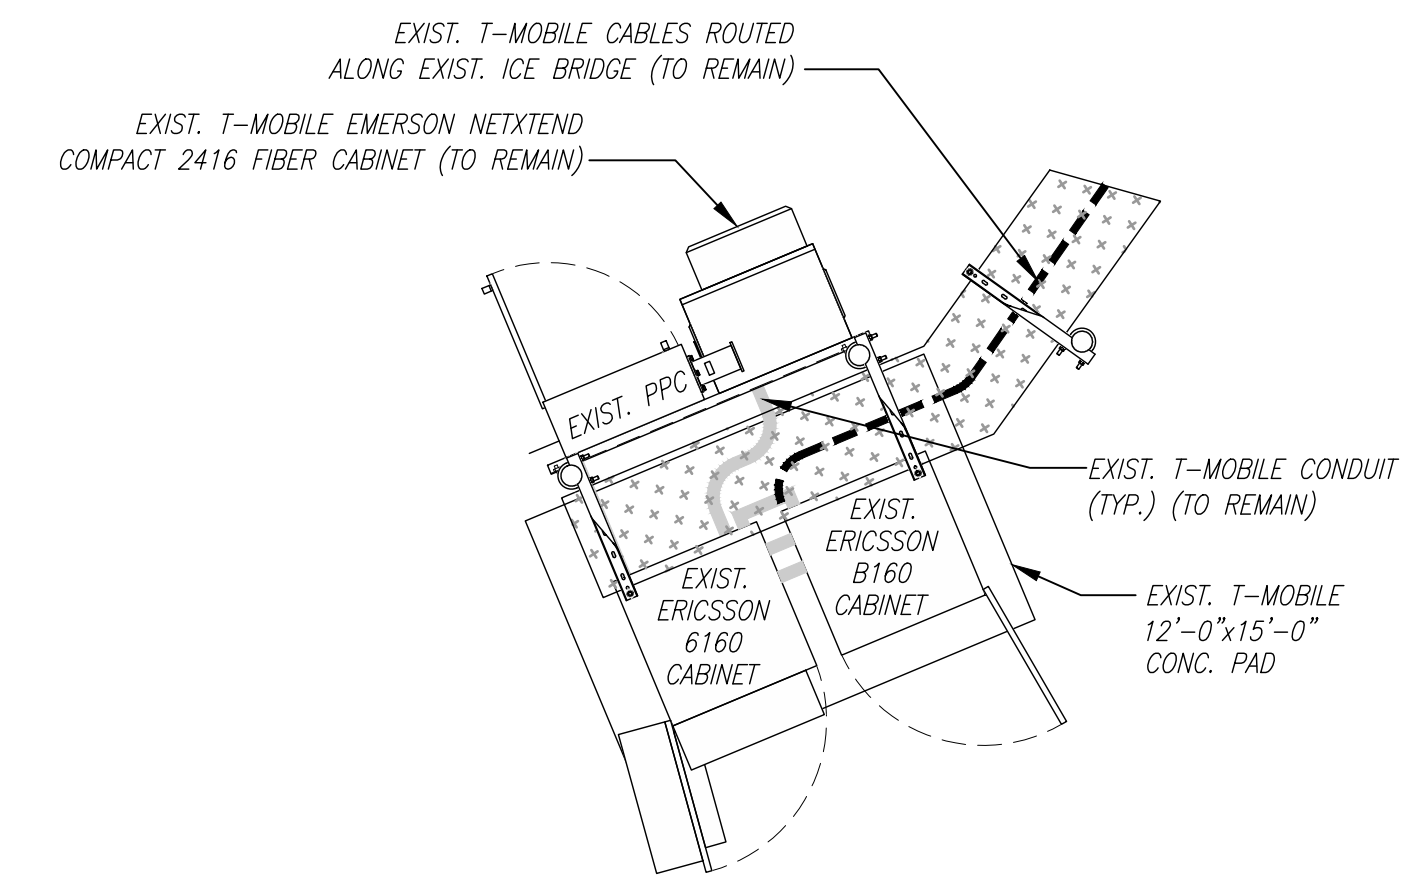 EXIST. T-MOBILE CABLES ROUTED
ALONG EXIST. ICE BRIDGE (TO REMAIN)
EXIST. T-MOBILE EMERSON NETXTEND
COMPACT 2416 FIBER CABINET (TO REMAIN)
EXIST. PPC
EXIST. T-MOBILE CONDUIT
(TYP.) (TO REMAIN)
EXIST.
ERICSSON
B160
CABINET
EXIST.
ERICSSON
6160
CABINET
EXIST. T-MOBILE
12'-0"x15'-0"
CONC. PAD